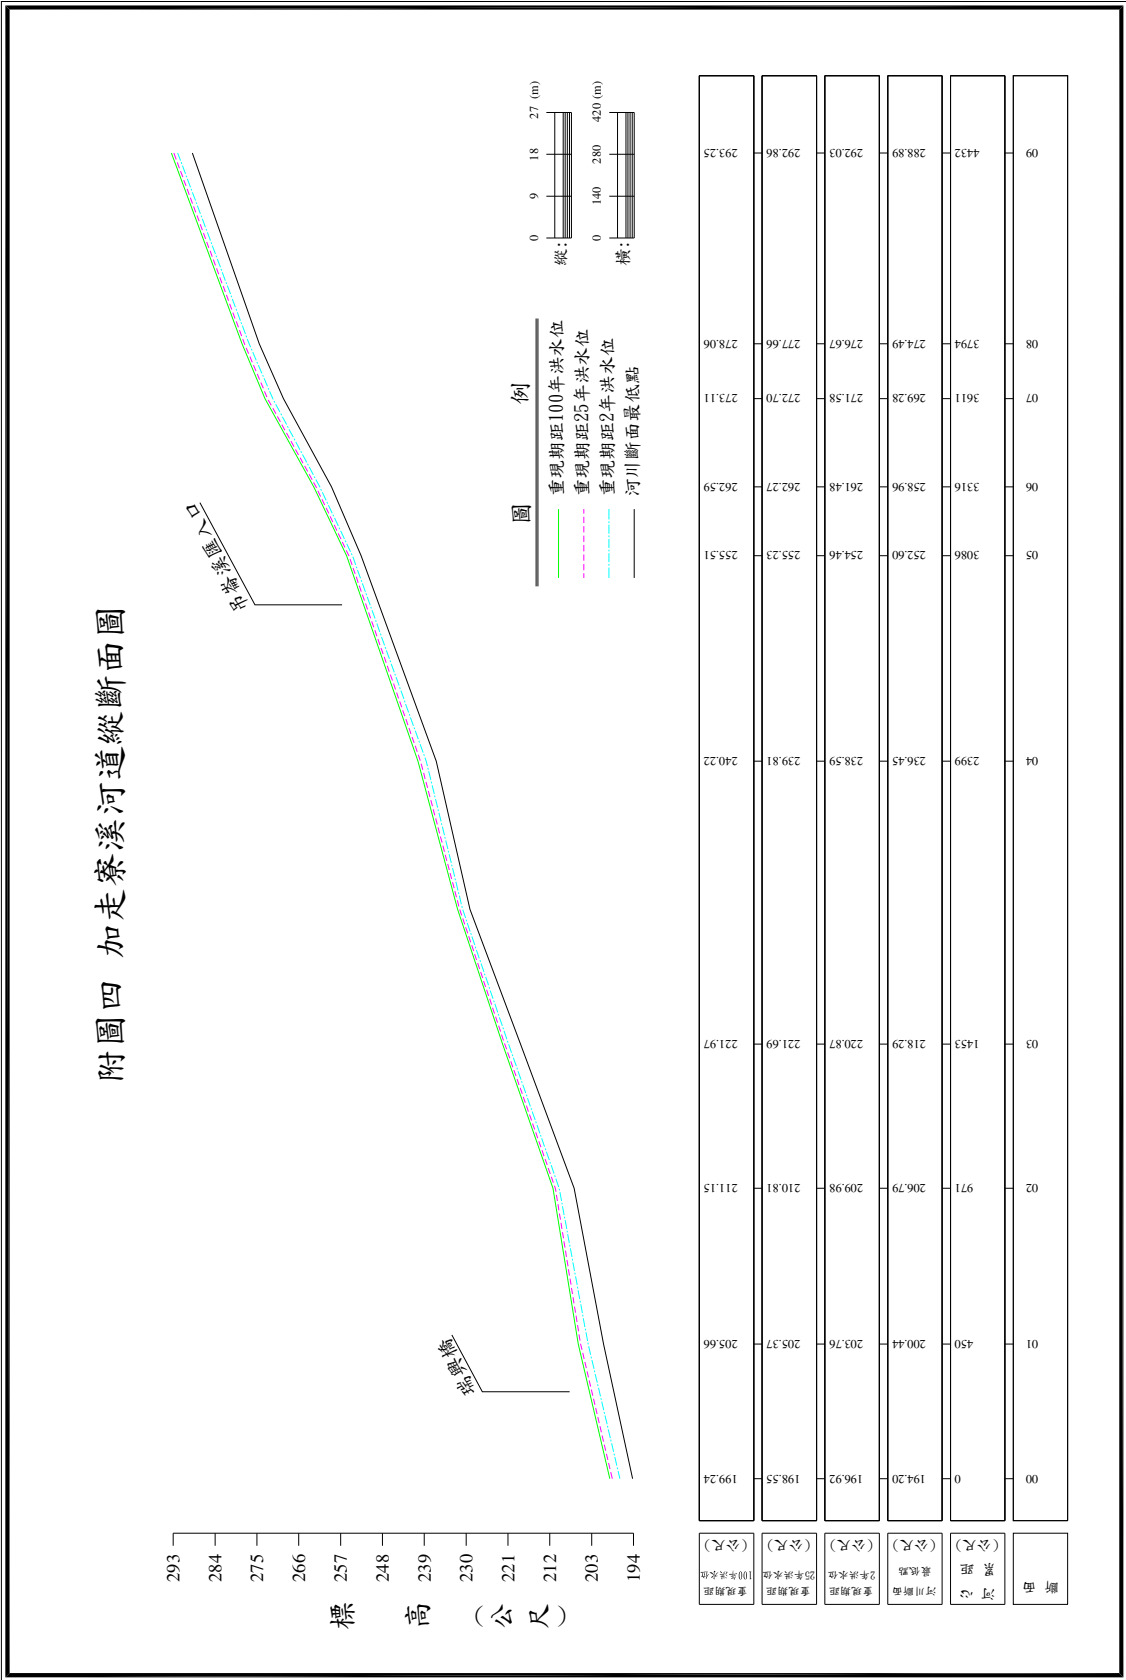 附圖四 加走寮溪河道縱斷面圖
標 高 (公尺)
293
284
275
266
257
248
239
230
221
212
203
194
瑞興橋
弔崙溪匯入口
圖 例
重現期距100年洪水位
重現期距25年洪水位
重現期距2年洪水位
河川斷面最低點
縱: 0 9 18 27 (m)
橫: 0 140 280 420 (m)
重現期距100年洪水位(公尺) 199.24 205.66 211.15 221.97 240.22 255.51 262.59 273.11 278.06 293.25
重現期距25年洪水位(公尺) 198.55 205.37 210.81 221.69 239.81 255.23 262.27 272.70 277.66 292.86
重現期距2年洪水位(公尺) 196.92 203.76 209.98 220.87 238.59 254.46 261.48 271.58 276.67 292.03
河川斷面最低點(公尺) 194.20 200.44 206.79 218.29 236.45 252.60 258.96 269.28 274.49 288.89
河心累距(公尺) 0 450 971 1453 2399 3086 3316 3611 3794 4432
斷面 00 01 02 03 04 05 06 07 08 09